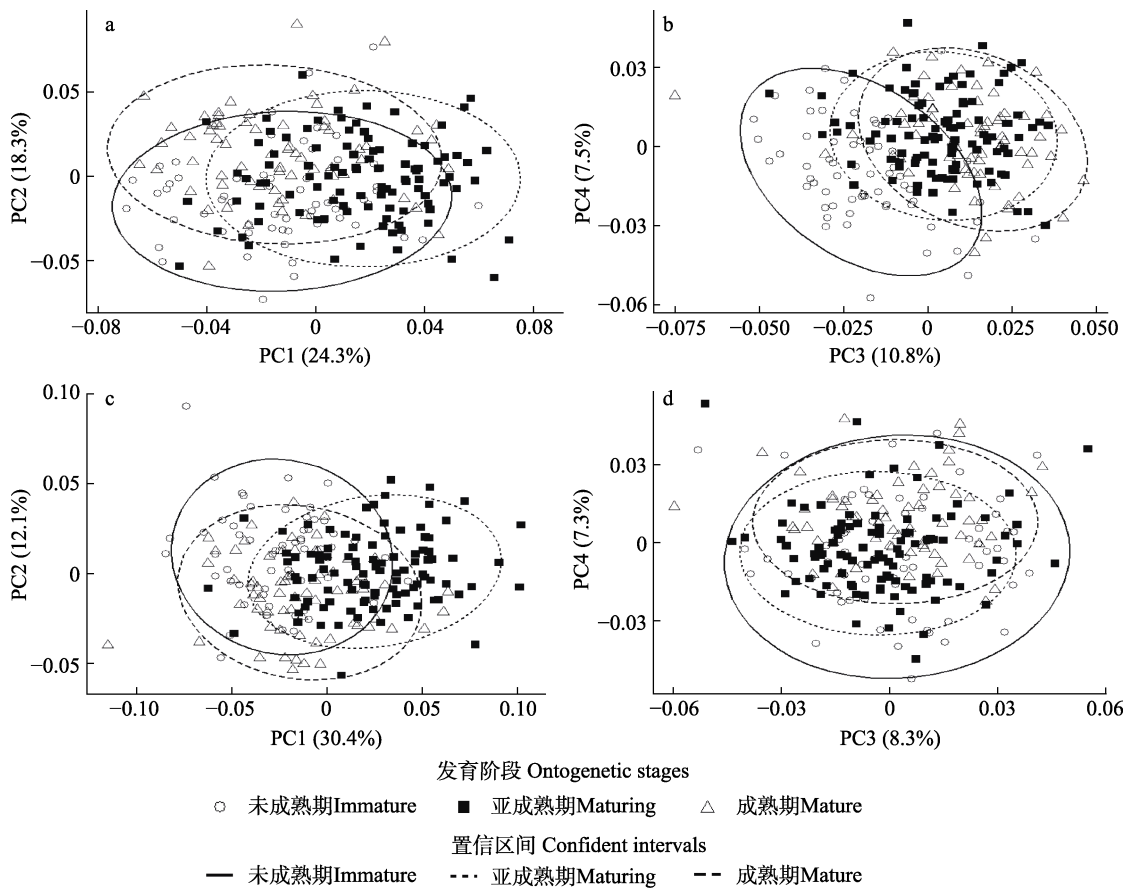 a
PC2 (18.3%)
0.05
0
−0.05
−0.08
−0.04
0
0.04
0.08
PC1 (24.3%)
b
PC4 (7.5%)
0.03
0
−0.03
−0.06
−0.075
−0.050
−0.025
0
0.025
0.050
PC3 (10.8%)
c
PC2 (12.1%)
0.10
0.05
0
−0.05
−0.10
−0.05
0
0.05
0.10
PC1 (30.4%)
d
PC4 (7.3%)
0.03
0
−0.03
−0.06
−0.03
0
0.03
0.06
PC3 (8.3%)
发育阶段 Ontogenetic stages
未成熟期Immature 亚成熟期Maturing 成熟期Mature
置信区间 Confident intervals
未成熟期Immature 亚成熟期Maturing 成熟期Mature